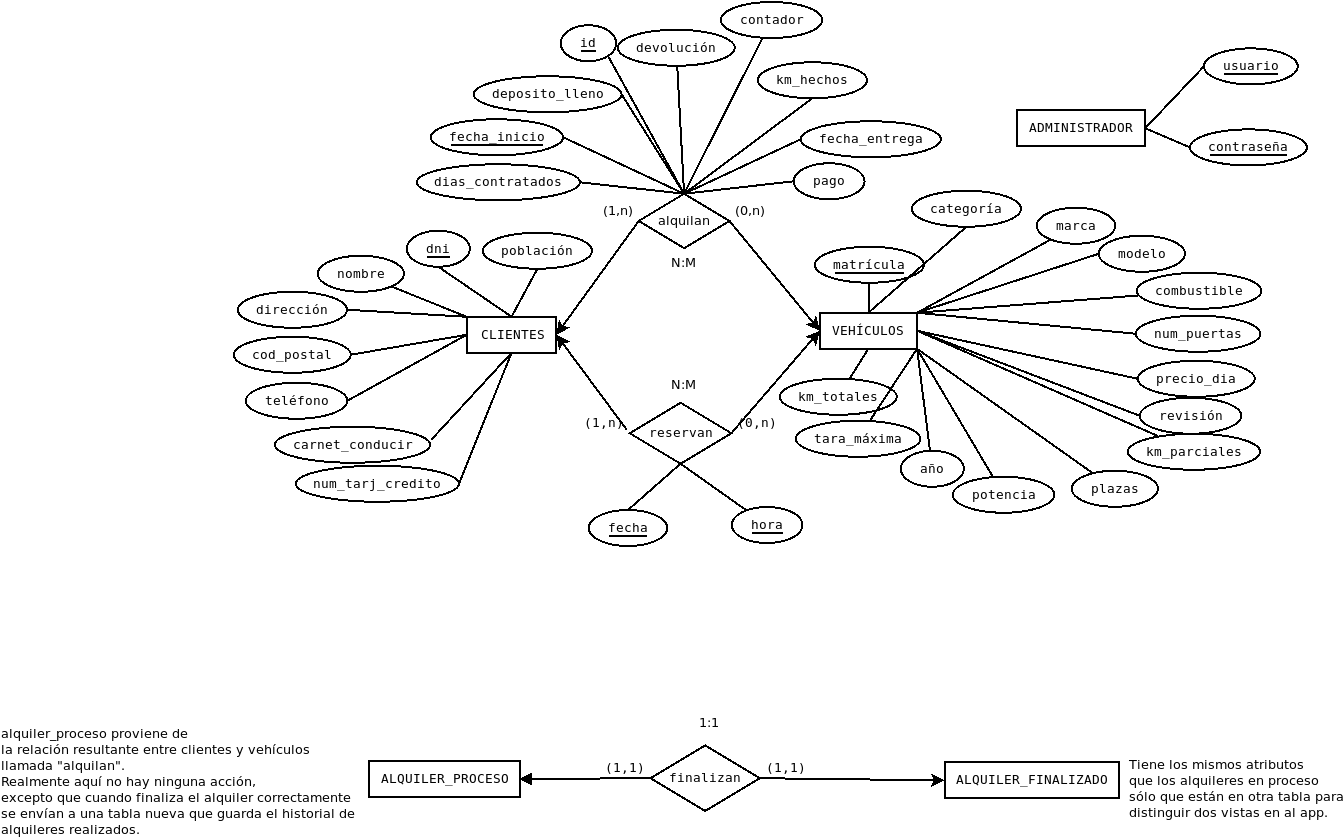 contador
id
devolución
usuario
km_hechos
deposito_lleno
ADMINISTRADOR
fecha_inicio
fecha_entrega
contraseña
dias_contratados
pago
(1,n)
alquilan
(0,n)
categoría
marca
dni
población
N:M
matrícula
modelo
nombre
combustible
dirección
CLIENTES
VEHÍCULOS
num_puertas
cod_postal
N:M
precio_dia
teléfono
km_totales
revisión
(1,n)
reservan
(0,n)
carnet_conducir
tara_máxima
km_parciales
año
num_tarj_credito
potencia
plazas
fecha
hora
1:1
alquiler_proceso proviene de
la relación resultante entre clientes y vehículos
llamada "alquilan".
Realmente aquí no hay ninguna acción,
excepto que cuando finaliza el alquiler correctamente
se envían a una tabla nueva que guarda el historial de
alquileres realizados.
ALQUILER_PROCESO
(1,1)
finalizan
(1,1)
ALQUILER_FINALIZADO
Tiene los mismos atributos
que los alquileres en proceso
sólo que están en otra tabla para
distinguir dos vistas en al app.